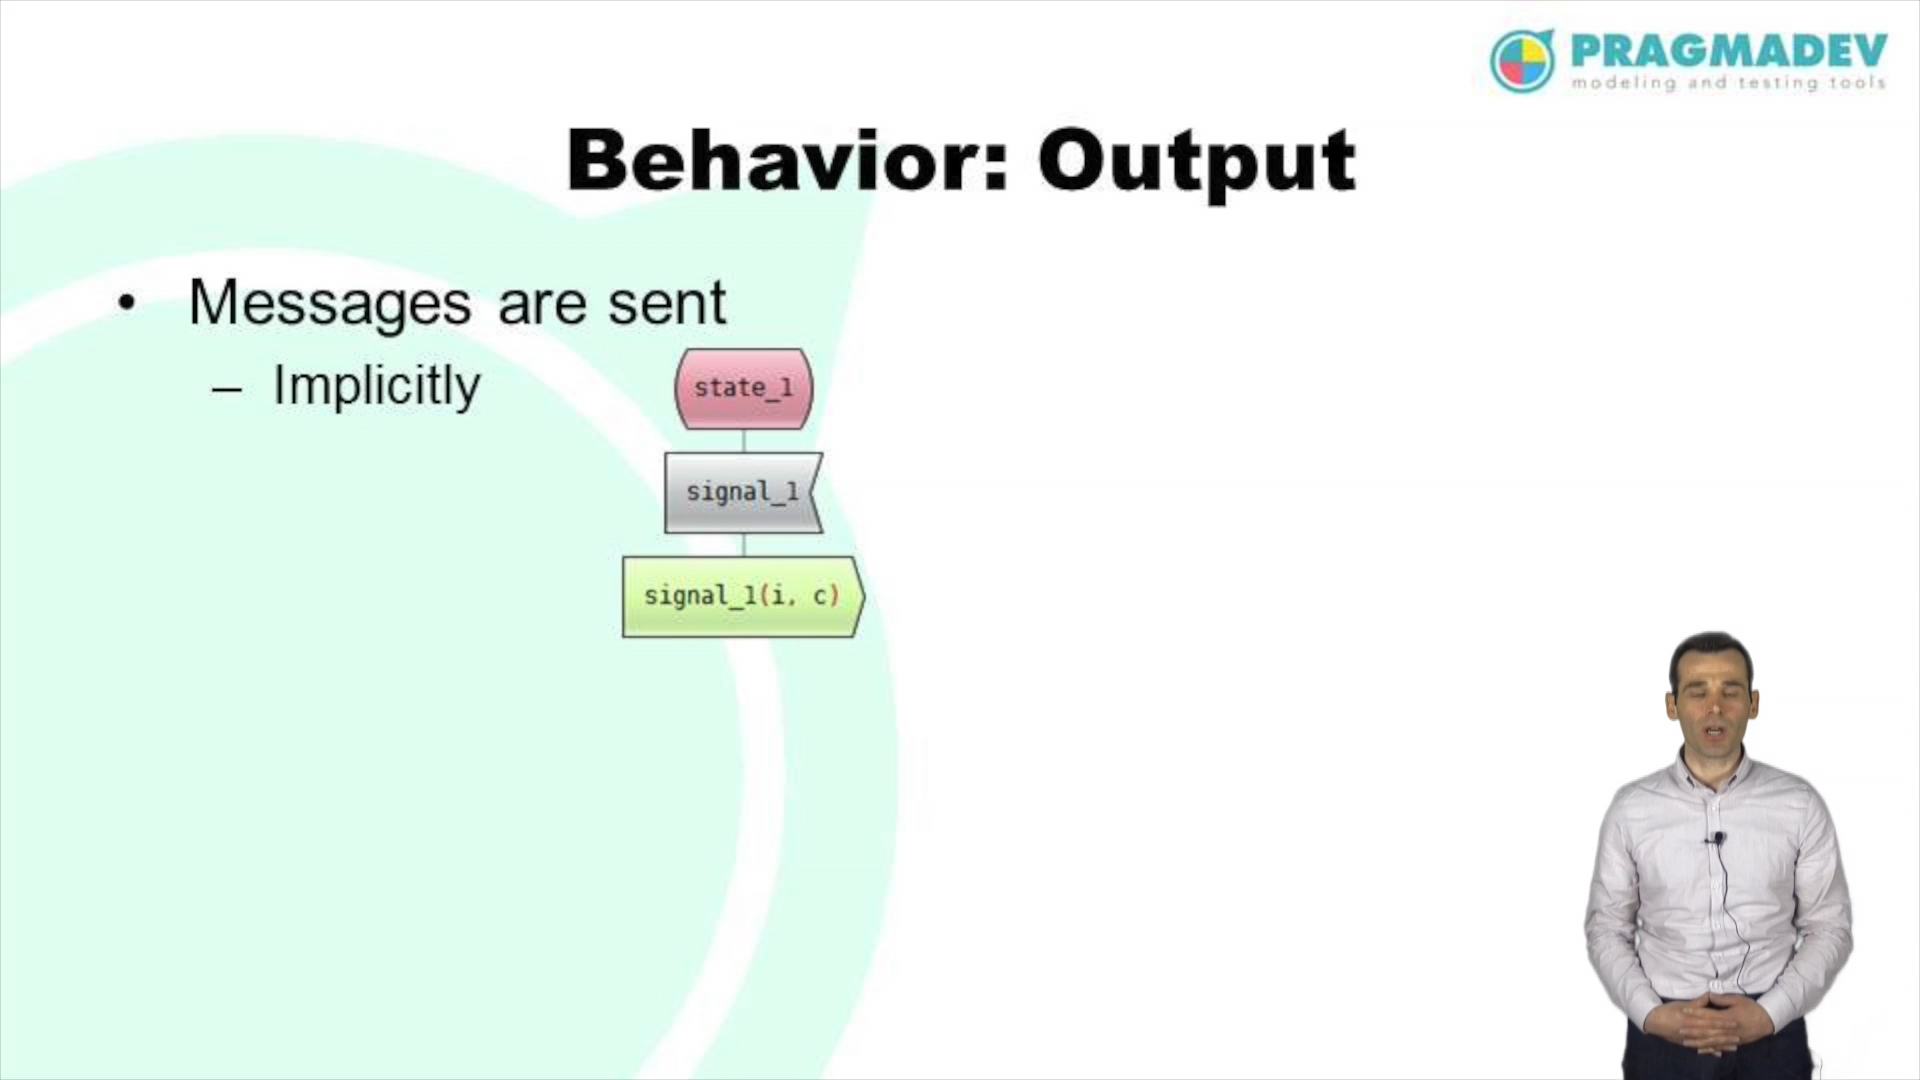 PRAGMADEV
modeling and testing tools
Behavior: Output
• Messages are sent
– Implicitly
state_1
signal_1
signal_1(i, c)